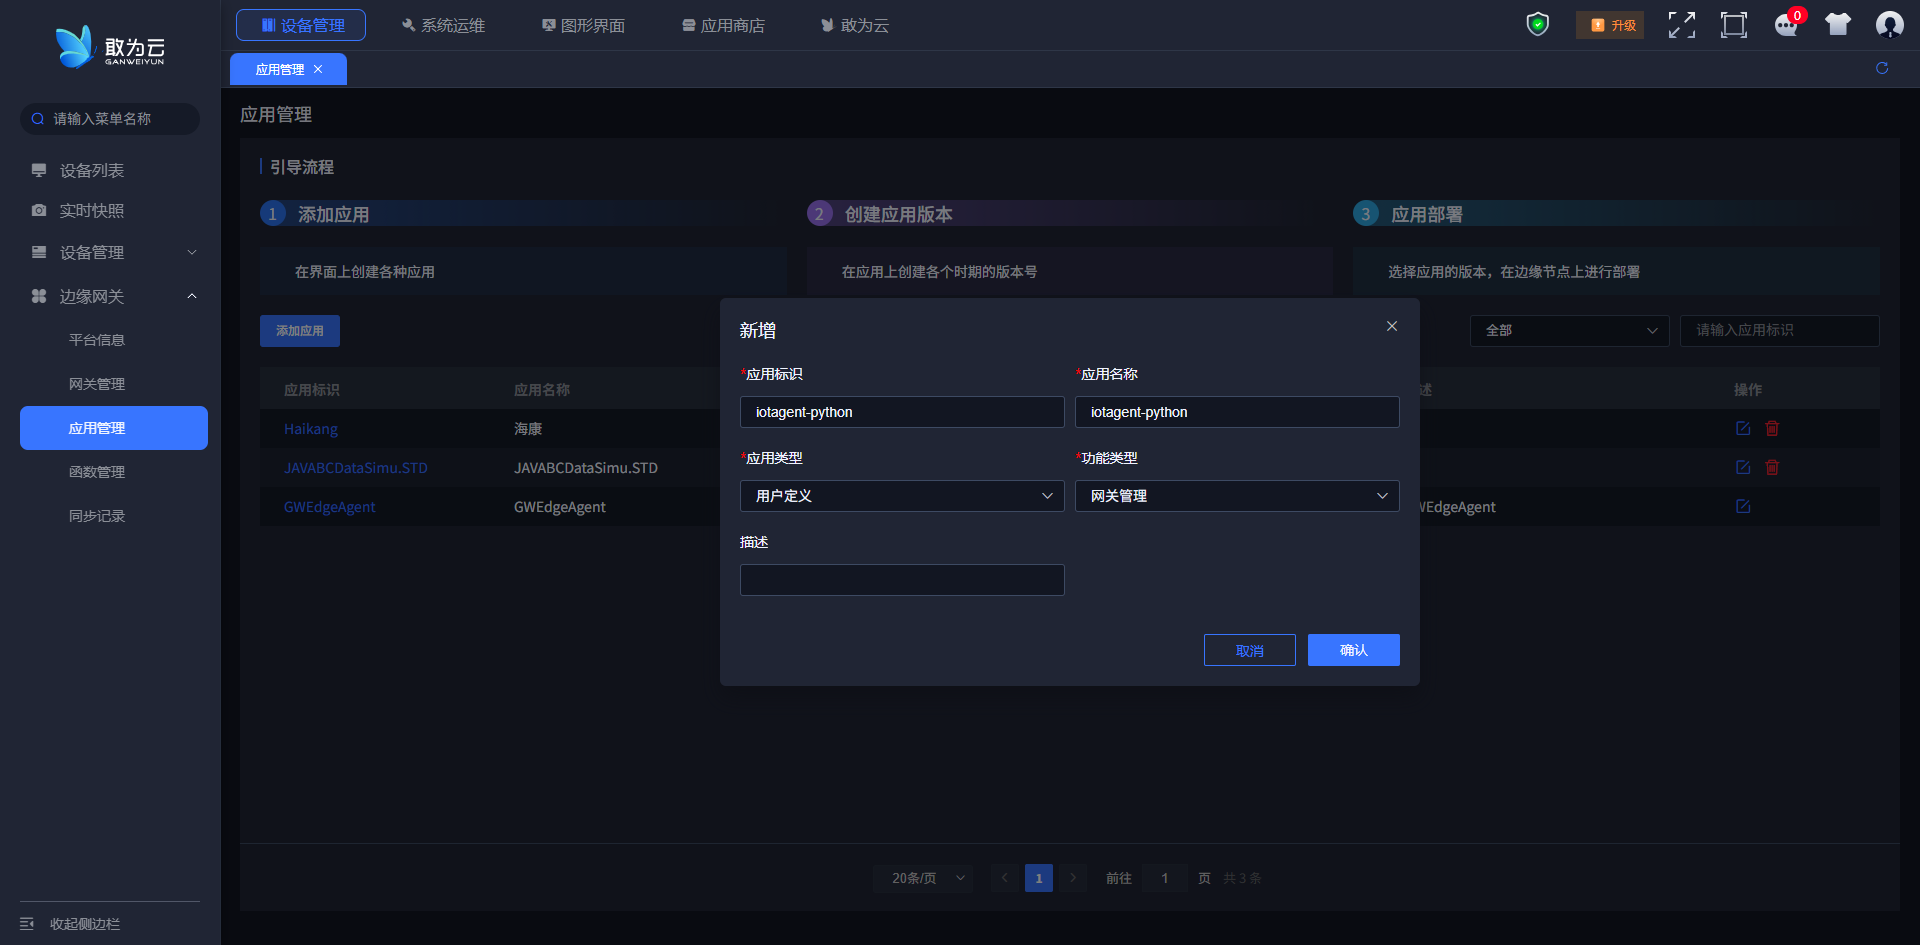 敢为云
GANWEIYUN
设备管理
系统运维
图形界面
应用商店
敢为云
升级
0
应用管理
请输入菜单名称
设备列表
实时快照
设备管理
边缘网关
平台信息
网关管理
应用管理
函数管理
同步记录
收起侧边栏
应用管理
引导流程
1 添加应用
2 创建应用版本
3 应用部署
在界面上创建各种应用
在应用上创建各个时期的版本号
选择应用的版本，在边缘节点上进行部署
添加应用
全部
请输入应用标识
应用标识 应用名称 述 操作
Haikang 海康
JAVABCDataSimu.STD JAVABCDataSimu.STD
GWEdgeAgent GWEdgeAgent WEdgeAgent
新增
*应用标识 *应用名称
iotagent-python iotagent-python
*应用类型 *功能类型
用户定义 网关管理
描述
取消 确认
20条/页 1 前往 1 页 共 3 条